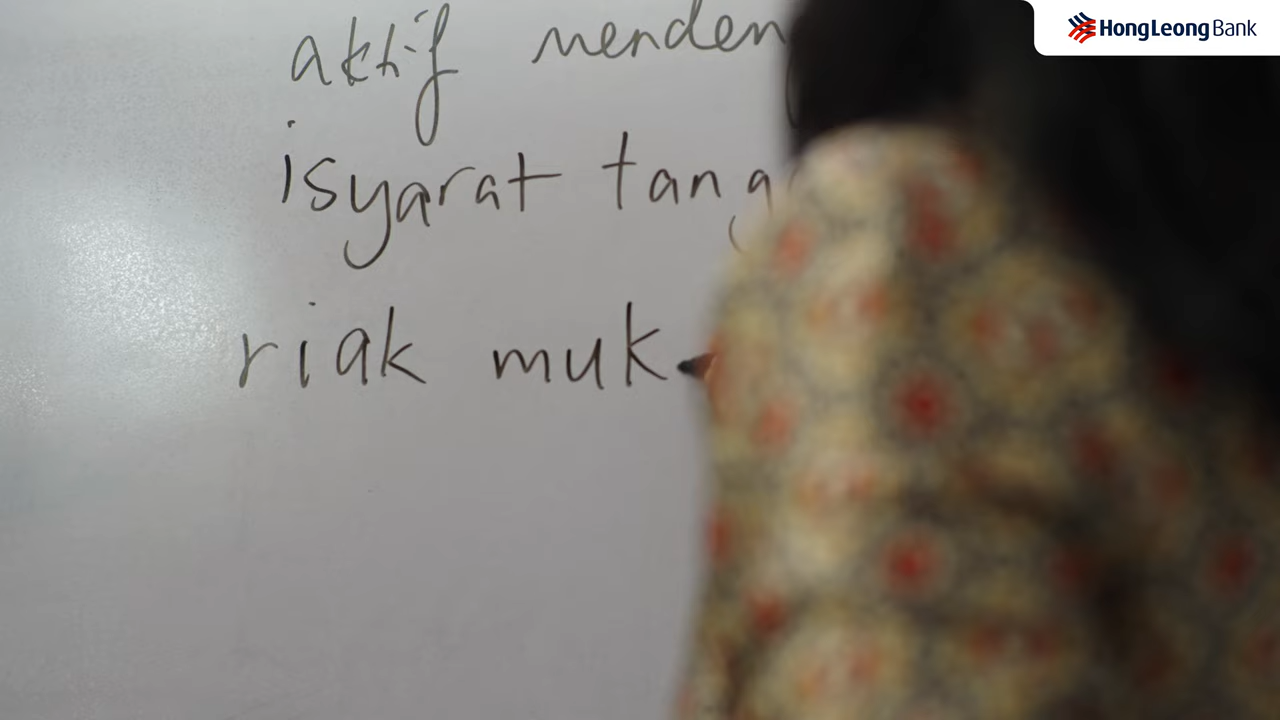 HongLeong Bank
aktif menden
isyarat tang
riak muk